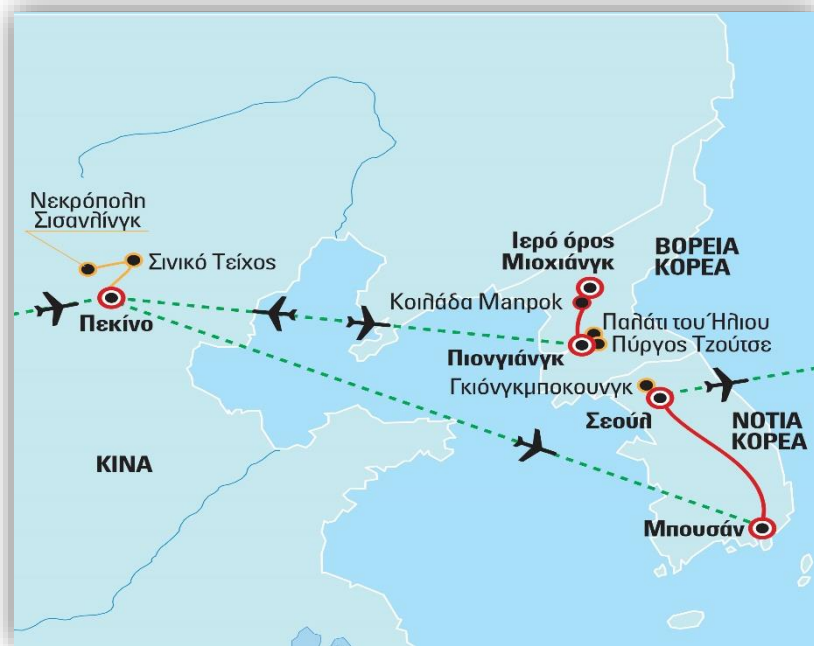 Νεκρόπολη
Σισανλίνγκ
Σινικό Τείχος
Πεκίνο
ΚΙΝΑ
Ιερό όρος
Μιοχιάνγκ
ΒΟΡΕΙΑ
ΚΟΡΕΑ
Κοιλάδα Manpok
Παλάτι του Ήλιου
Πιονγιάνγκ
Πύργος Τζούτσε
Γκιόνγκμποκουνγκ
Σεούλ
ΝΟΤΙΑ
ΚΟΡΕΑ
Μπουσάν